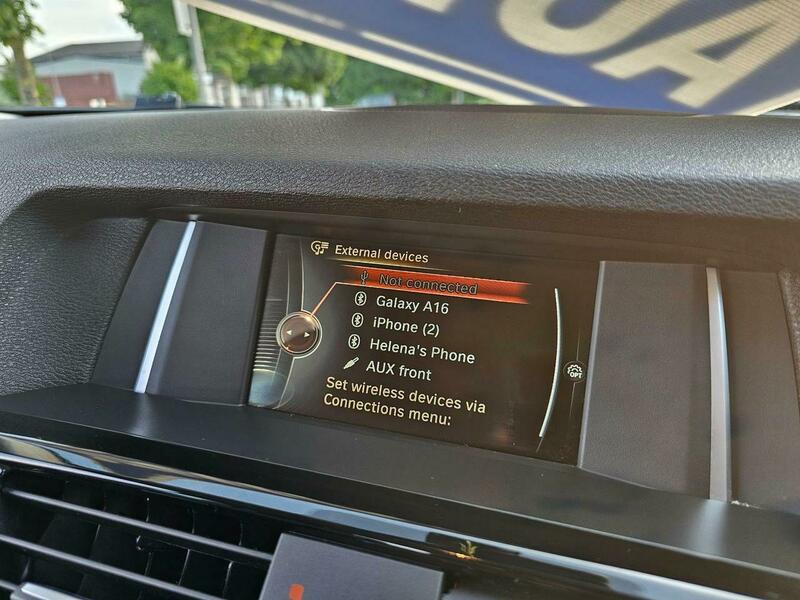 External devices
Not connected
Galaxy A16
iPhone (2)
Helena's Phone
AUX front
OPT
Set wireless devices via
Connections menu: